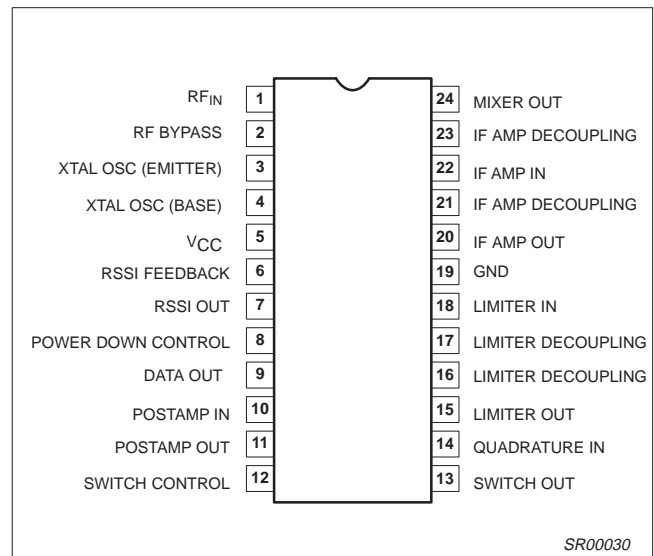 RFIN 1 24 MIXER OUT
RF BYPASS 2 23 IF AMP DECOUPLING
XTAL OSC (EMITTER) 3 22 IF AMP IN
XTAL OSC (BASE) 4 21 IF AMP DECOUPLING
VCC 5 20 IF AMP OUT
RSSI FEEDBACK 6 19 GND
RSSI OUT 7 18 LIMITER IN
POWER DOWN CONTROL 8 17 LIMITER DECOUPLING
DATA OUT 9 16 LIMITER DECOUPLING
POSTAMP IN 10 15 LIMITER OUT
POSTAMP OUT 11 14 QUADRATURE IN
SWITCH CONTROL 12 13 SWITCH OUT
SR00030